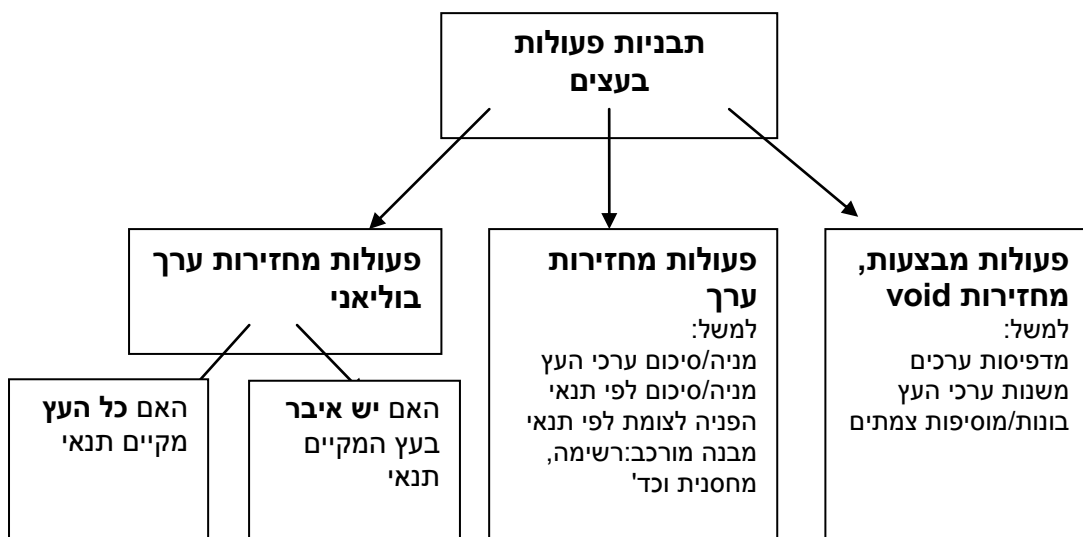 תבניות פעולות
בעצים
פעולות מבצעות,
מחזירות void
למשל:
מדפיסות ערכים
משנות ערכי העץ
בונות/מוסיפות צמתים
פעולות מחזירות
ערך
למשל:
מניה/סיכום ערכי העץ
מניה/סיכום לפי תנאי
הפניה לצומת לפי תנאי
מבנה מורכב:רשימה,
מחסנית וכד'
פעולות מחזירות ערך
בוליאני
האם יש איבר
בעץ המקיים
תנאי
האם כל העץ
מקיים תנאי